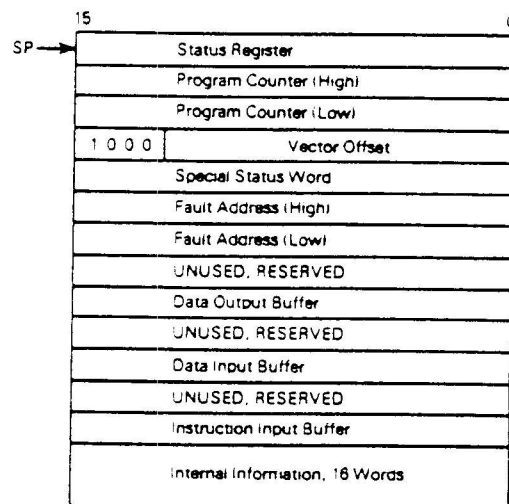 15
SP
Status Register
Program Counter (High)
Program Counter (Low)
1 0 0 0 Vector Offset
Special Status Word
Fault Address (High)
Fault Address (Low)
UNUSED, RESERVED
Data Output Buffer
UNUSED, RESERVED
Data Input Buffer
UNUSED, RESERVED
Instruction Input Buffer
Internal Information, 16 Words